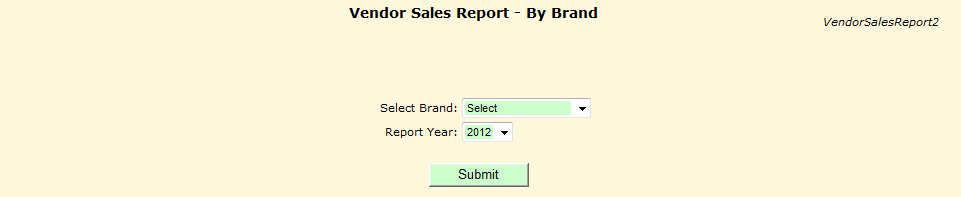 Vendor Sales Report - By Brand
VendorSalesReport2
Select Brand: Select
Report Year: 2012
Submit